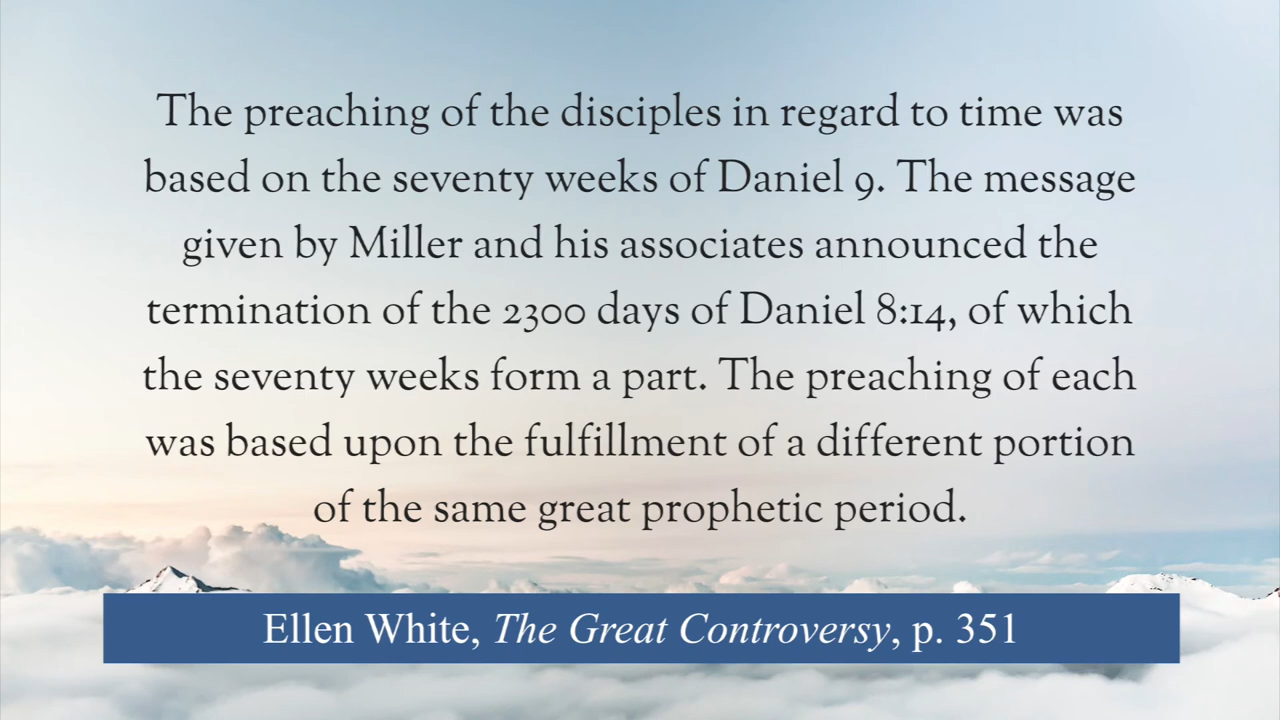 The preaching of the disciples in regard to time was
based on the seventy weeks of Daniel 9. The message
given by Miller and his associates announced the
termination of the 2300 days of Daniel 8:14, of which
the seventy weeks form a part. The preaching of each
was based upon the fulfillment of a different portion
of the same great prophetic period.
Ellen White, The Great Controversy, p. 351